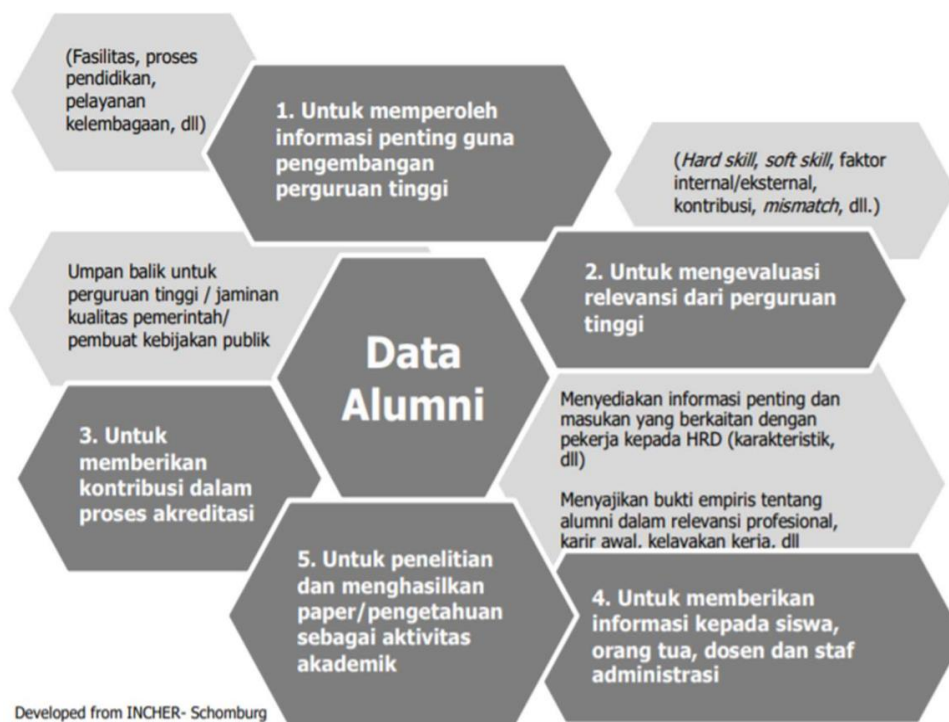 (Fasilitas, proses
pendidikan,
pelayanan
kelembagaan, dll)
1. Untuk memperoleh
informasi penting guna
pengembangan
perguruan tinggi
(Hard skill, soft skill, faktor
internal/eksternal,
kontribusi, mismatch, dll.)
2. Untuk mengevaluasi
relevansi dari perguruan
tinggi
Umpan balik untuk
perguruan tinggi / jaminan
kualitas pemerintah/
pembuat kebijakan publik
Data
Alumni
3. Untuk
memberikan
kontribusi dalam
proses akreditasi
Menyediakan informasi penting dan
masukan yang berkaitan dengan
pekerja kepada HRD (karakteristik,
dll)
Menyajikan bukti empiris tentang
alumni dalam relevansi profesional,
karir awal, kelayakan kerja, dll
5. Untuk penelitian
dan menghasilkan
paper/pengetahuan
sebagai aktivitas
akademik
4. Untuk memberikan
informasi kepada siswa,
orang tua, dosen dan staf
administrasi
Developed from INCHER- Schomburg